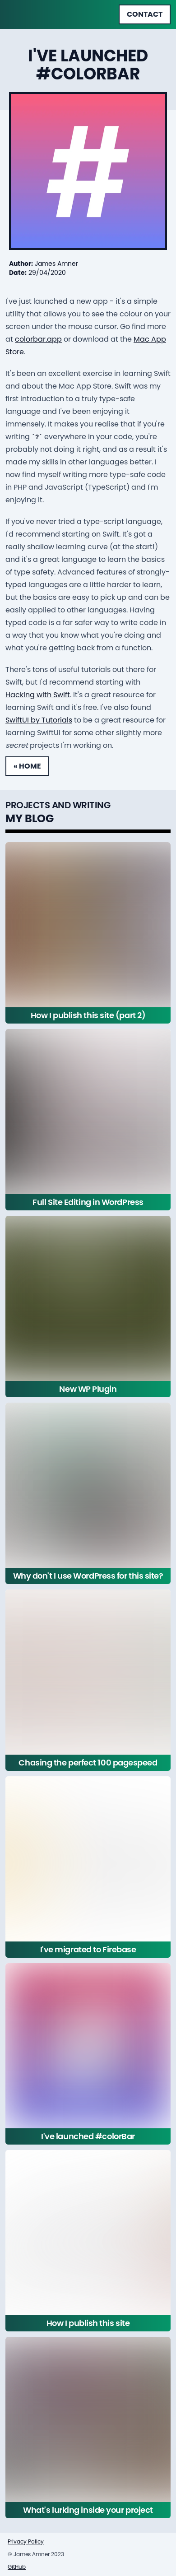 CONTACT
I'VE LAUNCHED
#COLORBAR
#
Author: James Amner
Date: 29/04/2020
I've just launched a new app - it's a simple
utility that allows you to see the colour on your
screen under the mouse cursor. Go find more
at colorbar.app or download at the Mac App
Store.
It's been an excellent exercise in learning Swift
and about the Mac App Store. Swift was my
first introduction to a truly type-safe
language and I've been enjoying it
immensely. It makes you realise that if you're
writing `?` everywhere in your code, you're
probably not doing it right, and as a result it's
made my skills in other languages better. I
now find myself writing more type-safe code
in PHP and JavaScript (TypeScript) and I'm
enjoying it.
If you've never tried a type-script language,
I'd recommend starting on Swift. It's got a
really shallow learning curve (at the start!)
and it's a great language to learn the basics
of type safety. Advanced features of strongly-
typed languages are a little harder to learn,
but the basics are easy to pick up and can be
easily applied to other languages. Having
typed code is a far safer way to write code in
a way that you know what you're doing and
what you're getting back from a function.
There's tons of useful tutorials out there for
Swift, but I'd recommend starting with
Hacking with Swift. It's a great resource for
learning Swift and it's free. I've also found
SwiftUI by Tutorials to be a great resource for
learning SwiftUI for some other slightly more
secret projects I'm working on.
« HOME
PROJECTS AND WRITING
MY BLOG
How I publish this site (part 2)
Full Site Editing in WordPress
New WP Plugin
Why don't I use WordPress for this site?
Chasing the perfect 100 pagespeed
I've migrated to Firebase
I've launched #colorBar
How I publish this site
What's lurking inside your project
Privacy Policy
© James Amner 2023
GitHub